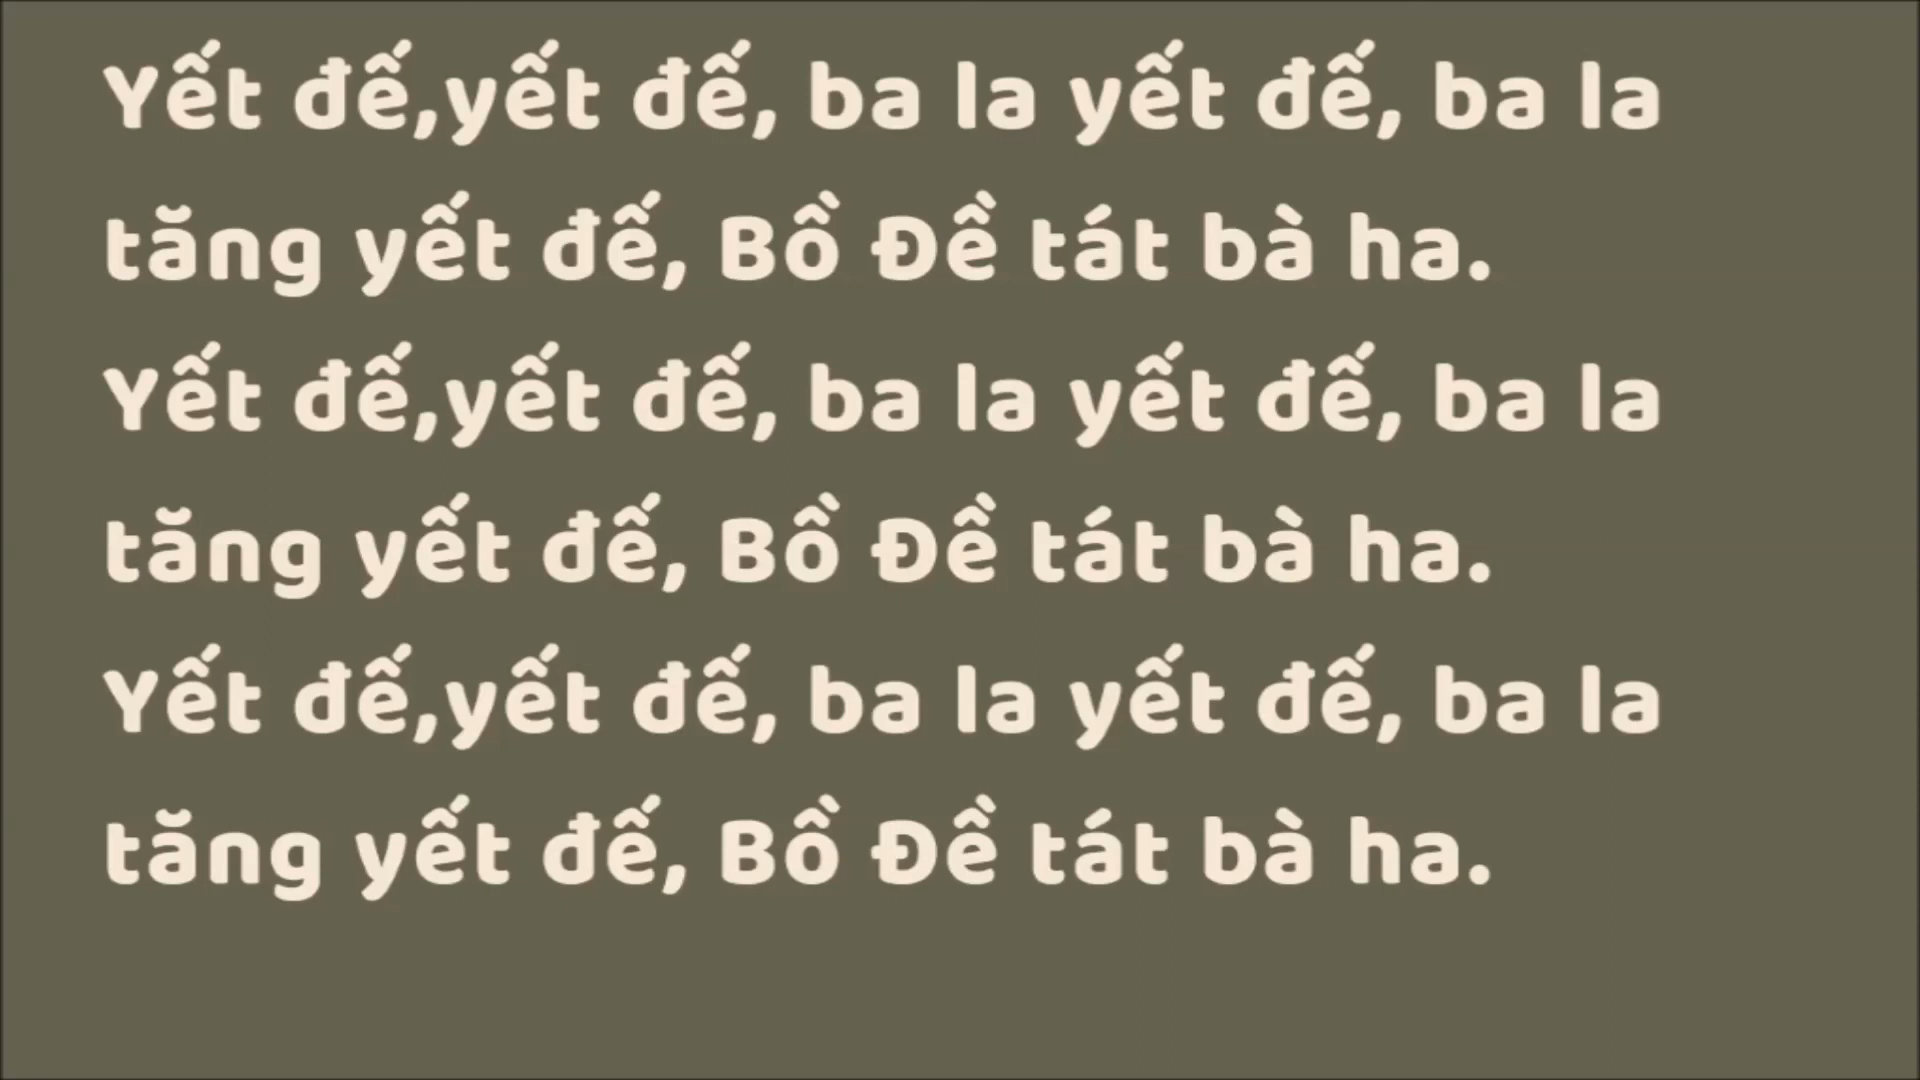 Yết đế,yết đế, ba la yết đế, ba la
tăng yết đế, Bồ Đề tát bà ha.
Yết đế,yết đế, ba la yết đế, ba la
tăng yết đế, Bồ Đề tát bà ha.
Yết đế,yết đế, ba la yết đế, ba la
tăng yết đế, Bồ Đề tát bà ha.